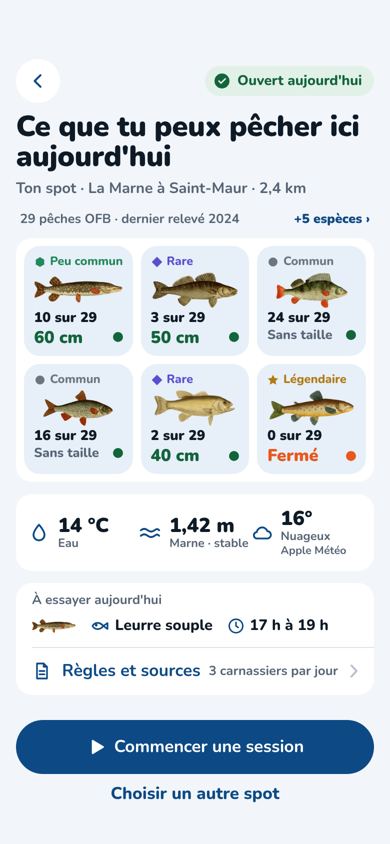 Ouvert aujourd'hui
Ce que tu peux pêcher ici
aujourd'hui
Ton spot · La Marne à Saint-Maur · 2,4 km
29 pêches OFB · dernier relevé 2024
+5 espèces ›
Peu commun
10 sur 29
60 cm
Rare
3 sur 29
50 cm
Commun
24 sur 29
Sans taille
Commun
16 sur 29
Sans taille
Rare
2 sur 29
40 cm
Légendaire
0 sur 29
Fermé
14 °C
Eau
1,42 m
Marne · stable
16°
Nuageux
Apple Météo
À essayer aujourd'hui
Leurre souple
17 h à 19 h
Règles et sources
3 carnassiers par jour
Commencer une session
Choisir un autre spot